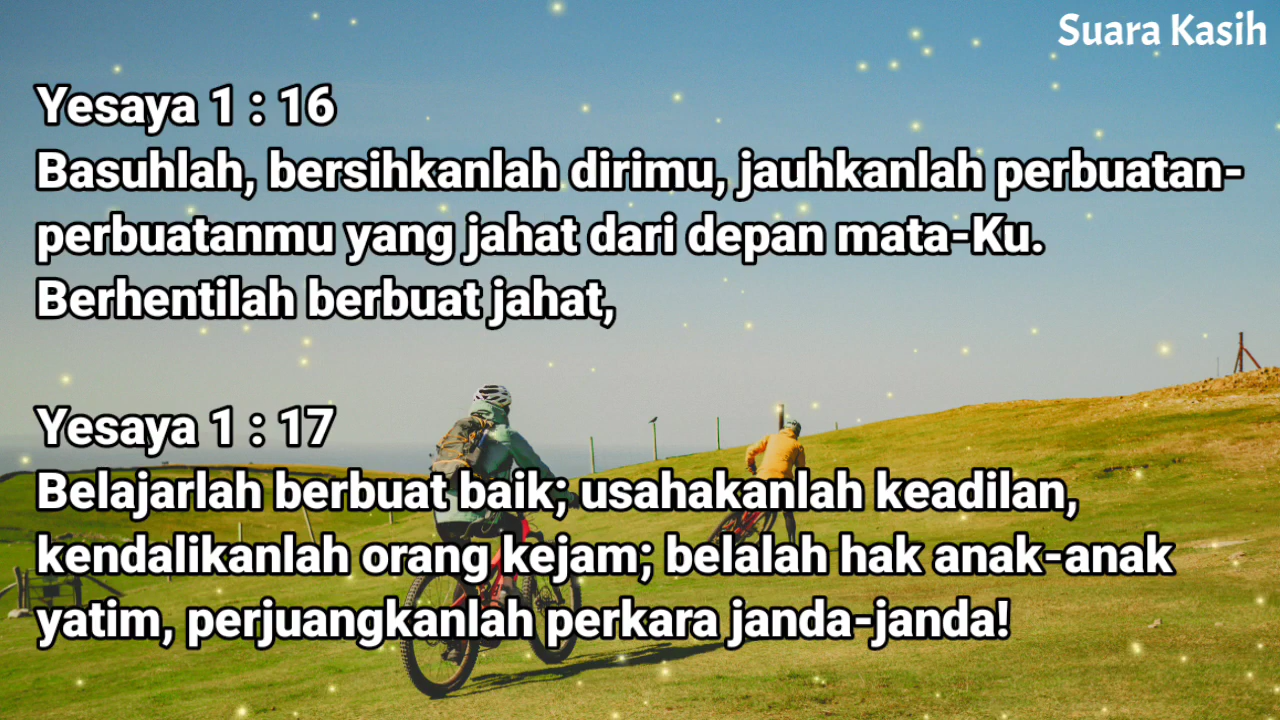 Suara Kasih
Yesaya 1 : 16
Basuhlah, bersihkanlah dirimu, jauhkanlah perbuatan-
perbuatanmu yang jahat dari depan mata-Ku.
Berhentilah berbuat jahat,
Yesaya 1 : 17
Belajarlah berbuat baik; usahakanlah keadilan,
kendalikanlah orang kejam; belalah hak anak-anak
yatim, perjuangkanlah perkara janda-janda!